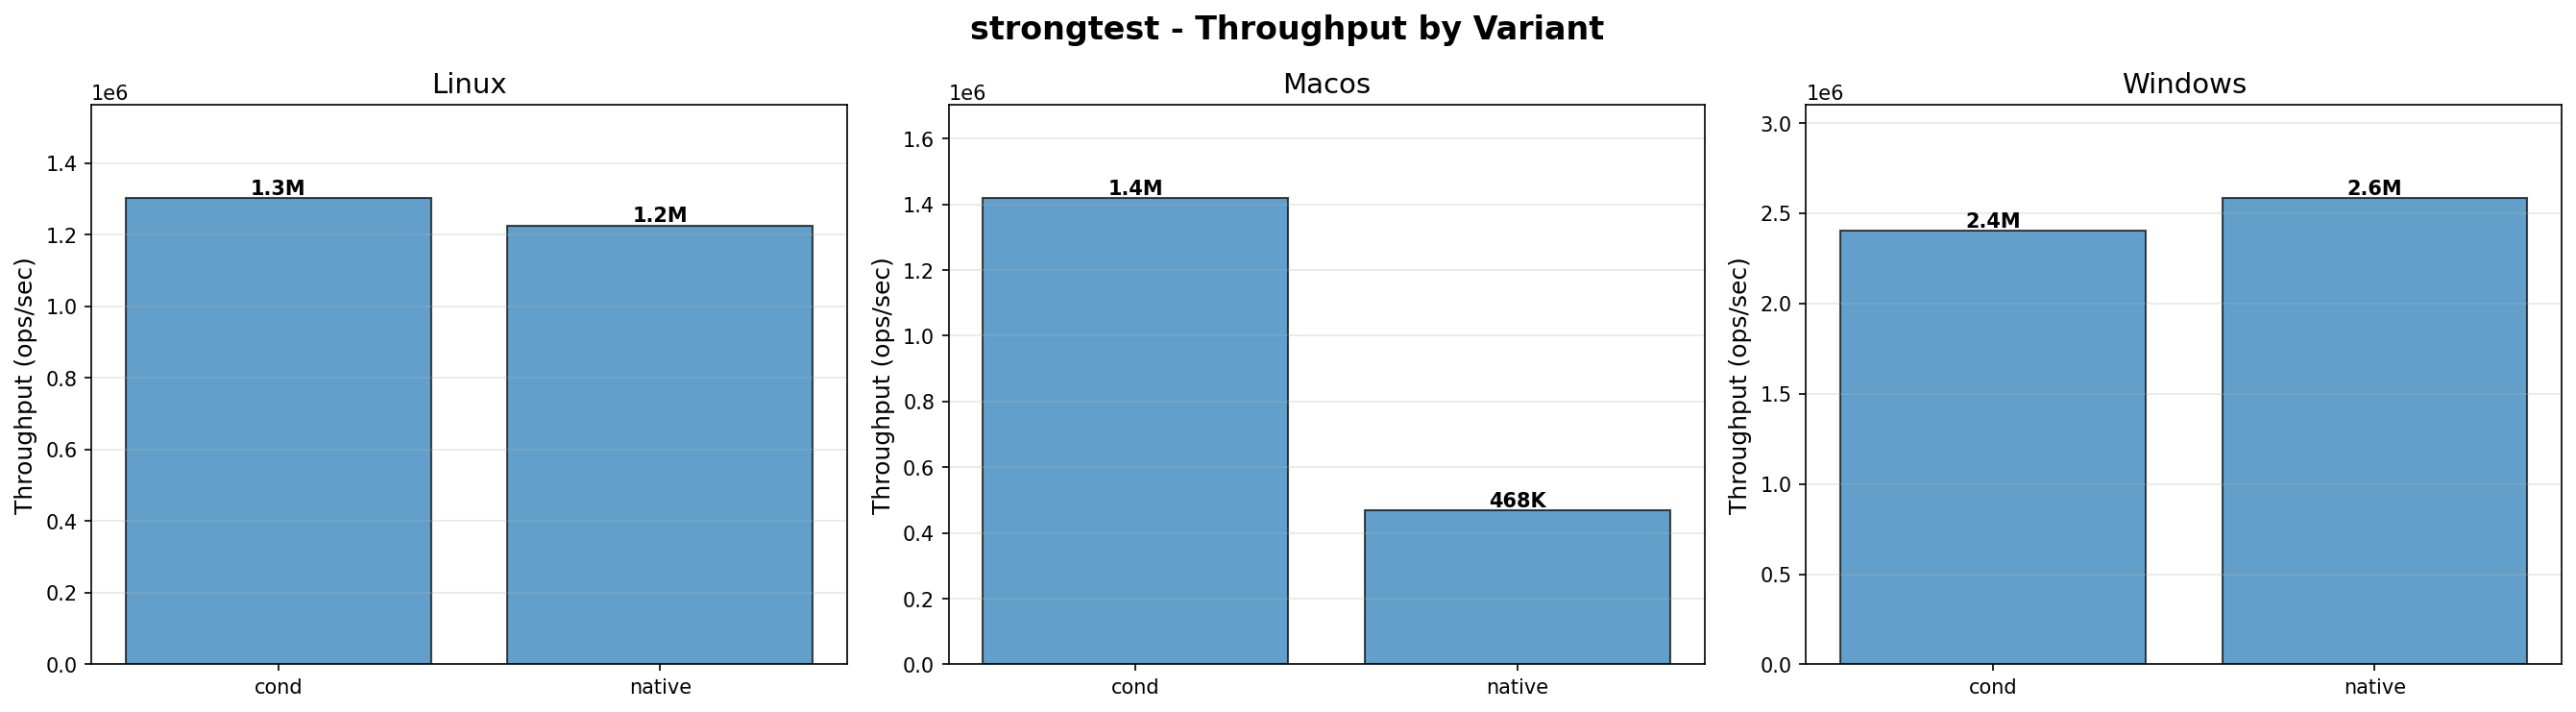 strongtest - Throughput by Variant
Linux
1e6
Throughput (ops/sec)
1.4
1.2
1.0
0.8
0.6
0.4
0.2
0.0
1.3M
1.2M
cond
native
Macos
1e6
Throughput (ops/sec)
1.6
1.4
1.2
1.0
0.8
0.6
0.4
0.2
0.0
1.4M
468K
cond
native
Windows
1e6
Throughput (ops/sec)
3.0
2.5
2.0
1.5
1.0
0.5
0.0
2.4M
2.6M
cond
native